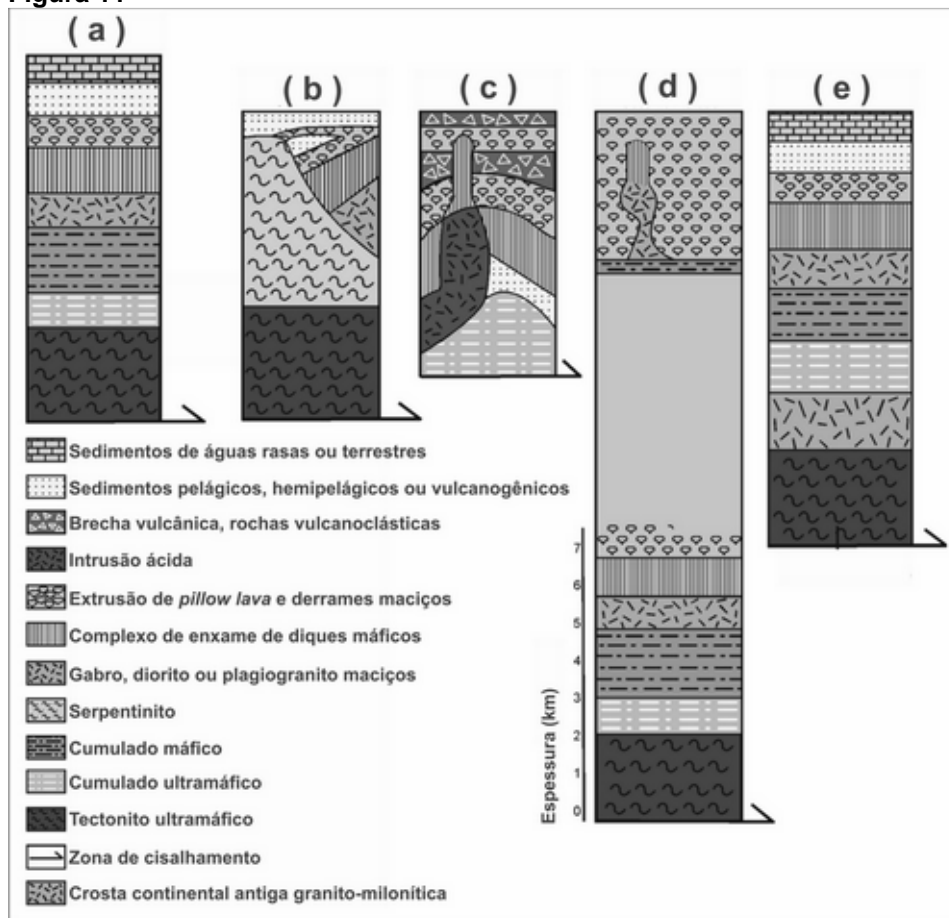 ( a )
( b )
( c )
( d )
( e )
Sedimentos de águas rasas ou terrestres
Sedimentos pelágicos, hemipelágicos ou vulcanogênicos
Brecha vulcânica, rochas vulcanoclásticas
Intrusão ácida
Extrusão de pillow lava e derrames maciços
Complexo de enxame de diques máficos
Gabro, diorito ou plagiogranito maciços
Serpentinito
Cumulado máfico
Cumulado ultramáfico
Tectonito ultramáfico
Zona de cisalhamento
Crosta continental antiga granito-milonítica
Espessura (km)
7
6
5
4
3
2
1
0